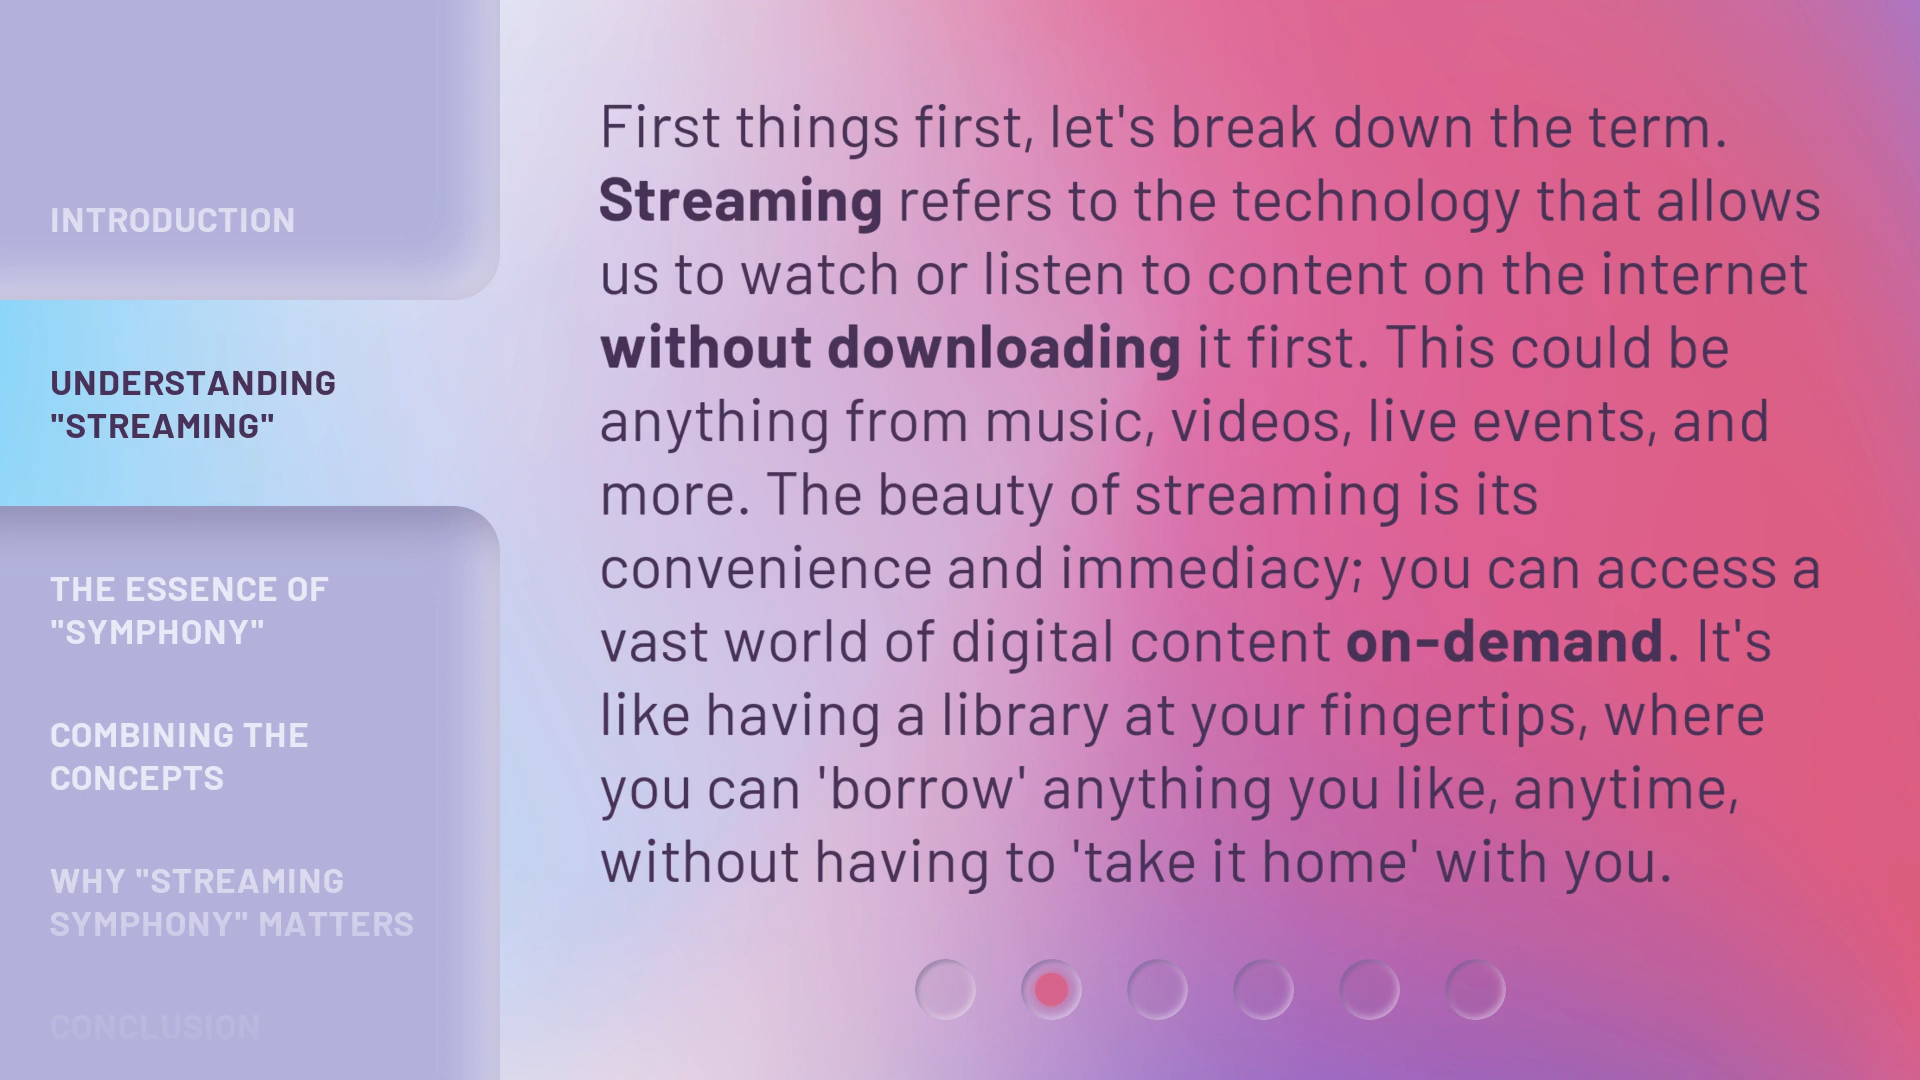 INTRODUCTION
UNDERSTANDING
"STREAMING"
THE ESSENCE OF
"SYMPHONY"
COMBINING THE
CONCEPTS
WHY "STREAMING
SYMPHONY" MATTERS
CONCLUSION
First things first, let's break down the term.
Streaming refers to the technology that allows
us to watch or listen to content on the internet
without downloading it first. This could be
anything from music, videos, live events, and
more. The beauty of streaming is its
convenience and immediacy; you can access a
vast world of digital content on-demand. It's
like having a library at your fingertips, where
you can 'borrow' anything you like, anytime,
without having to 'take it home' with you.